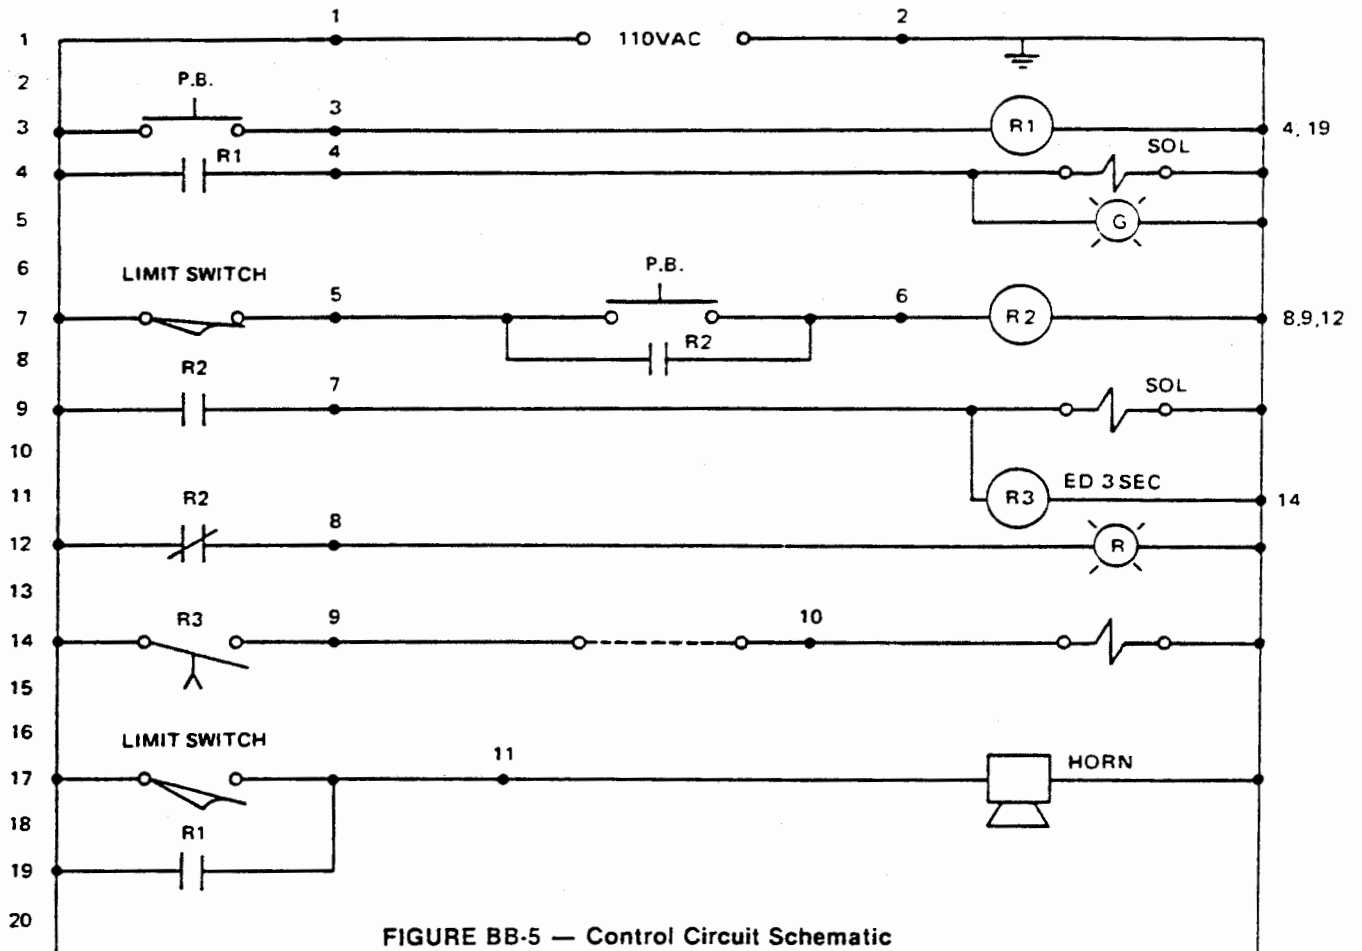 1 2
1 110VAC
2 P.B.
3 3 R1 4, 19
R1 4 SOL
4
5 G
6 LIMIT SWITCH P.B.
5 6
7 R2 8,9,12
8 R2
R2 7 SOL
9
10
11 R2 R3 ED 3 SEC 14
8
12 R
13
R3 9 10
14
15
16
LIMIT SWITCH 11
17 HORN
18
R1
19
20
FIGURE BB-5 — Control Circuit Schematic